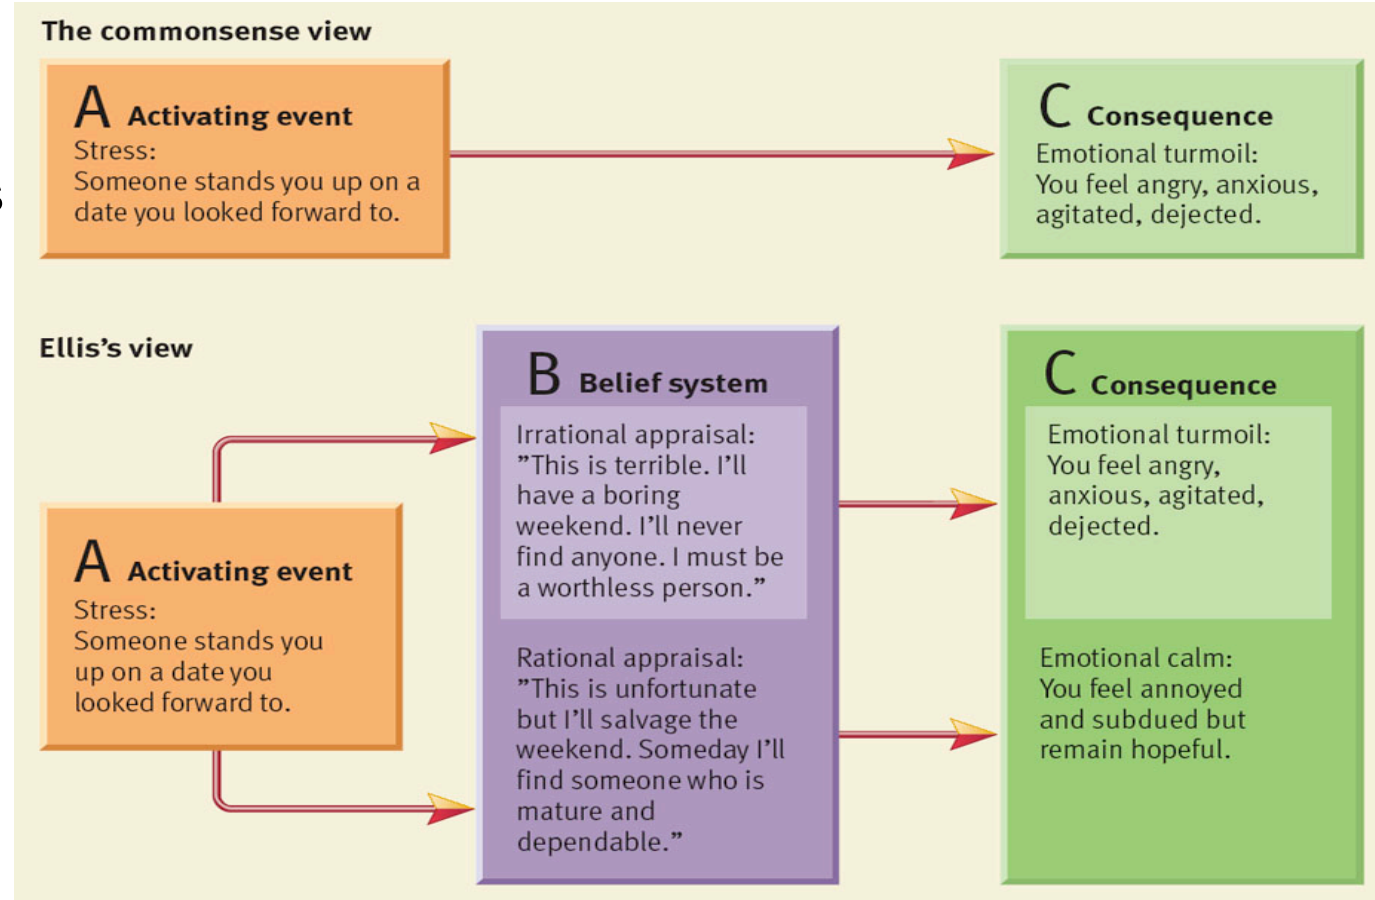 The commonsense view
A Activating event
Stress:
Someone stands you up on a
date you looked forward to.
C Consequence
Emotional turmoil:
You feel angry, anxious,
agitated, dejected.
Ellis’s view
A Activating event
Stress:
Someone stands you
up on a date you
looked forward to.
B Belief system
Irrational appraisal:
”This is terrible. I’ll
have a boring
weekend. I’ll never
find anyone. I must be
a worthless person.”
Rational appraisal:
”This is unfortunate
but I’ll salvage the
weekend. Someday I’ll
find someone who is
mature and
dependable.”
C Consequence
Emotional turmoil:
You feel angry,
anxious, agitated,
dejected.
Emotional calm:
You feel annoyed
and subdued but
remain hopeful.